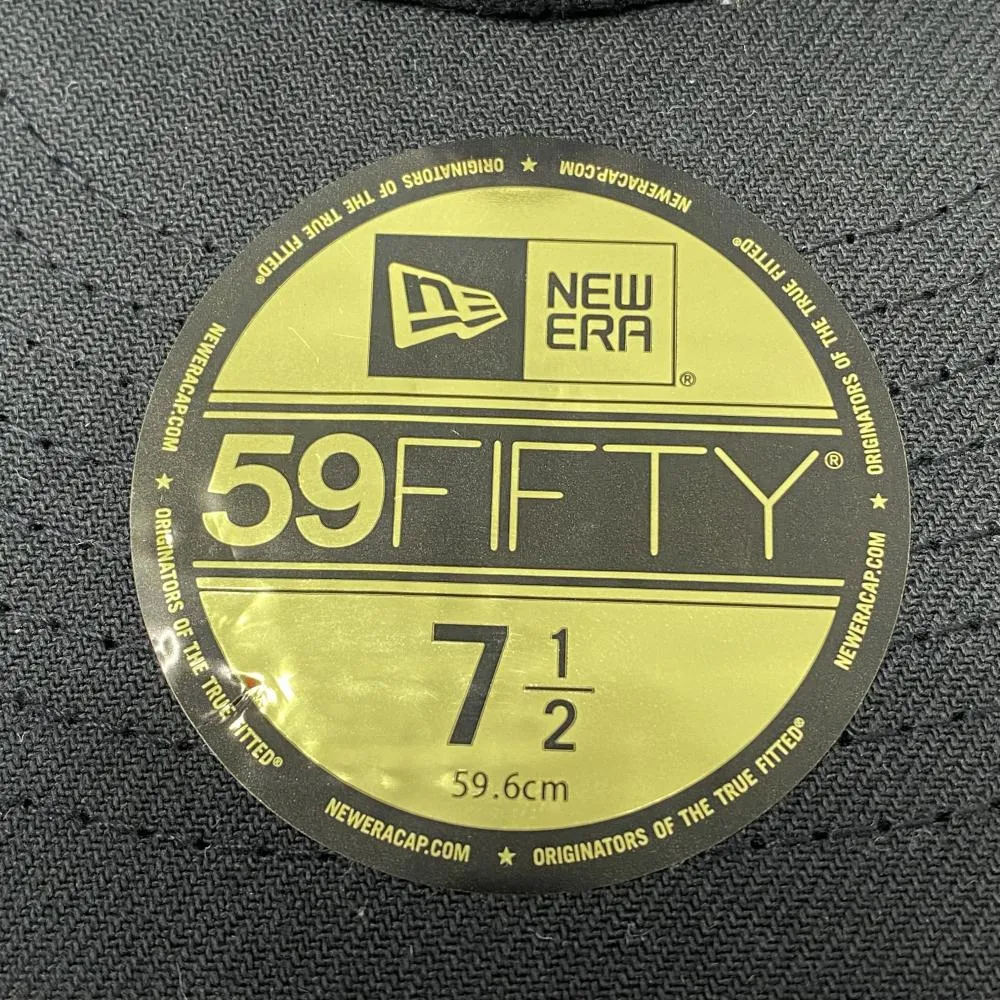 NEW
ERA
®
59FIFTY®
7 1/2
59.6cm
NEWERACAP.COM ★ ORIGINATORS OF THE TRUE FITTED®
NEWERACAP.COM ★ ORIGINATORS OF THE TRUE FITTED®
NEWERACAP.COM ★ ORIGINATORS OF THE TRUE FITTED®
NEWERACAP.COM ★ ORIGINATORS OF THE TRUE FITTED®